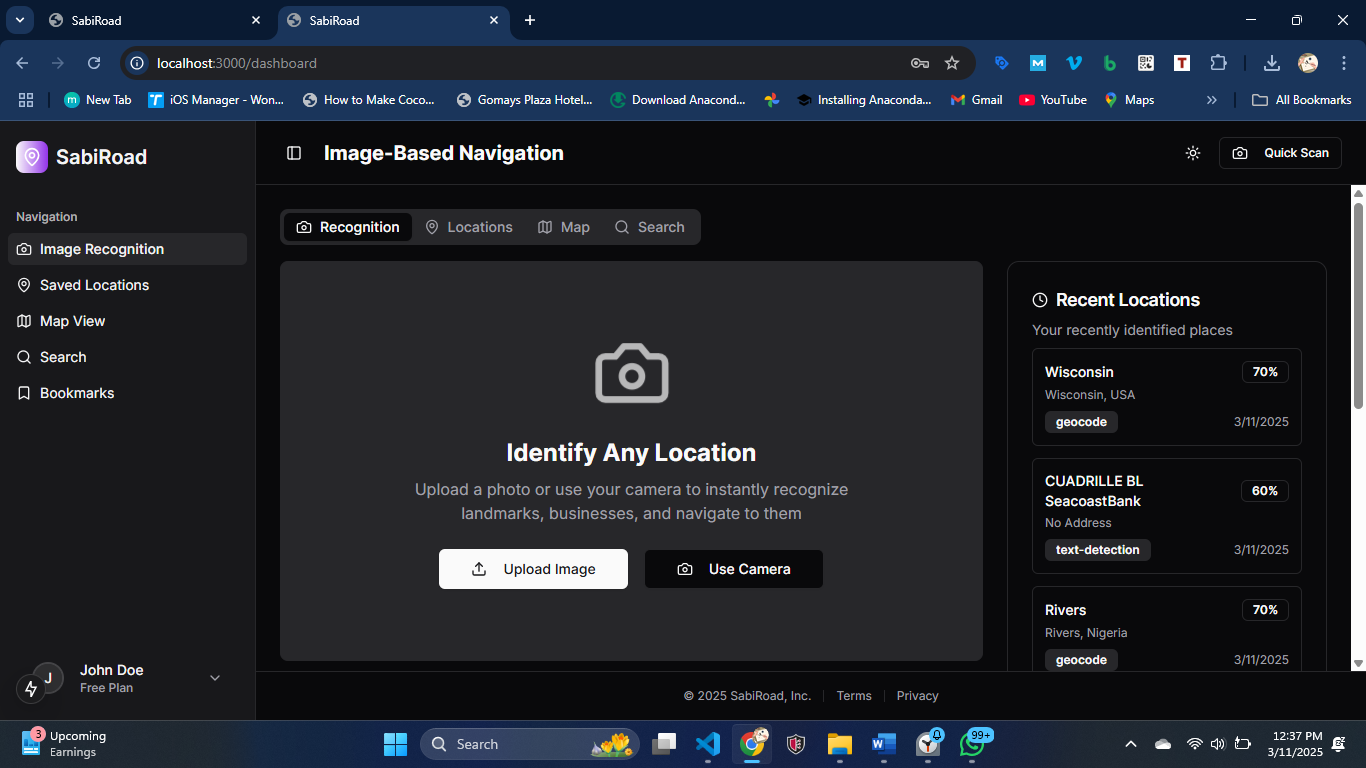 SabiRoad
SabiRoad
localhost:3000/dashboard
New Tab
iOS Manager - Won...
How to Make Coco...
Gomays Plaza Hotel...
Download Anacond...
Installing Anaconda...
Gmail
YouTube
Maps
All Bookmarks
SabiRoad
Navigation
Image Recognition
Saved Locations
Map View
Search
Bookmarks
J
John Doe
Free Plan
Image-Based Navigation
Quick Scan
Recognition
Locations
Map
Search
Identify Any Location
Upload a photo or use your camera to instantly recognize
landmarks, businesses, and navigate to them
Upload Image
Use Camera
Recent Locations
Your recently identified places
Wisconsin
70%
Wisconsin, USA
geocode
3/11/2025
CUADRILLE BL
SeacoastBank
60%
No Address
text-detection
3/11/2025
Rivers
70%
Rivers, Nigeria
geocode
3/11/2025
© 2025 SabiRoad, Inc.
Terms
Privacy
3
Upcoming
Earnings
Search
99+
12:37 PM
3/11/2025